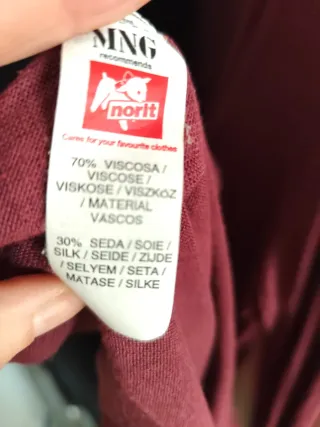 MNG
recommends
norit
Cares for your favourite clothes
70% VISCOSA /
VISCOSE /
VISKOSE / VISZKÓZ
/ MATERIAL
VASCOS
30% SEDA / SOIE /
SILK / SEIDE / ZIJDE
/ SELYEM / SETA /
MATASE / SILKE